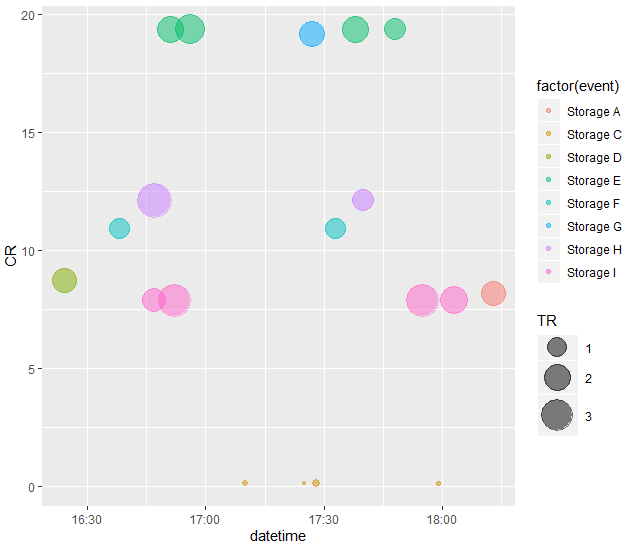 20
15
10
5
0
CR
16:30
17:00
17:30
18:00
datetime
factor(event)
Storage A
Storage C
Storage D
Storage E
Storage F
Storage G
Storage H
Storage I
TR
1
2
3